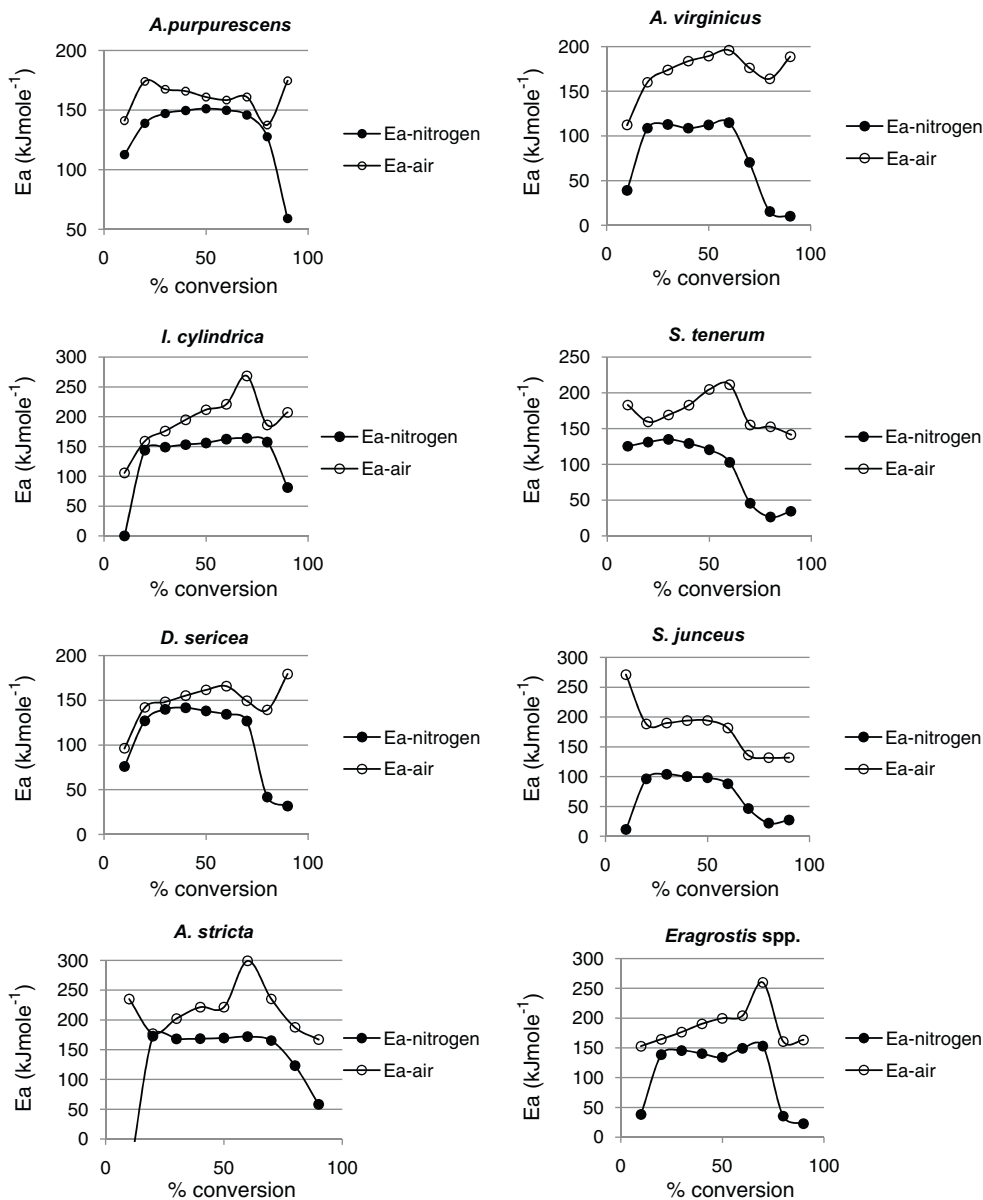 A.purpurescens
200
150
100
50
0 50 100
Ea (kJmole⁻¹)
% conversion
Ea-nitrogen
Ea-air
A. virginicus
200
150
100
50
0
0 50 100
Ea (kJmole⁻¹)
% conversion
Ea-nitrogen
Ea-air
I. cylindrica
300
250
200
150
100
50
0
0 50 100
Ea (kJmole⁻¹)
% conversion
Ea-nitrogen
Ea-air
S. tenerum
250
200
150
100
50
0
0 50 100
Ea (kJmole⁻¹)
% conversion
Ea-nitrogen
Ea-air
D. sericea
200
150
100
50
0
0 50 100
Ea (kJmole⁻¹)
% conversion
Ea-nitrogen
Ea-air
S. junceus
300
250
200
150
100
50
0
0 50 100
Ea (kJmole⁻¹)
% conversion
Ea-nitrogen
Ea-air
A. stricta
300
250
200
150
100
50
0
0 50 100
Ea (kJmole⁻¹)
% conversion
Ea-nitrogen
Ea-air
Eragrostis spp.
300
250
200
150
100
50
0
0 50 100
Ea (kJmole⁻¹)
% conversion
Ea-nitrogen
Ea-air